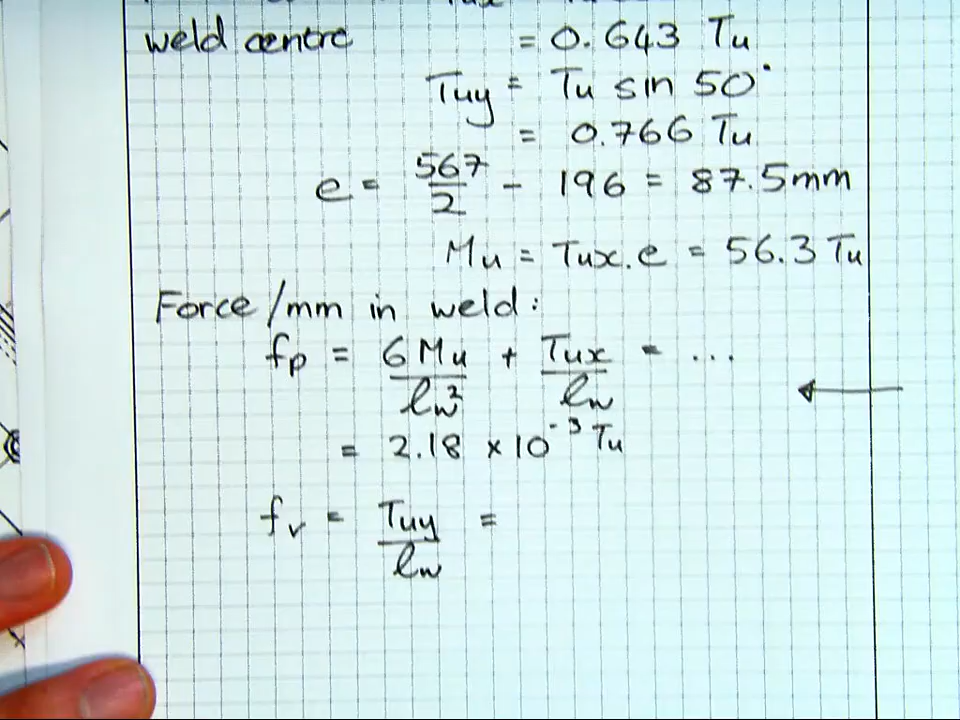 weld centre = 0.643 Tu
Tuy = Tu sin 50°
= 0.766 Tu
e = 567/2 - 196 = 87.5mm
Mu = Tux.e = 56.3 Tu
Force/mm in weld:
fp = 6Mu/lw² + Tux/lw = ...
= 2.18 ×10⁻³ Tu
fv = Tuy/lw =